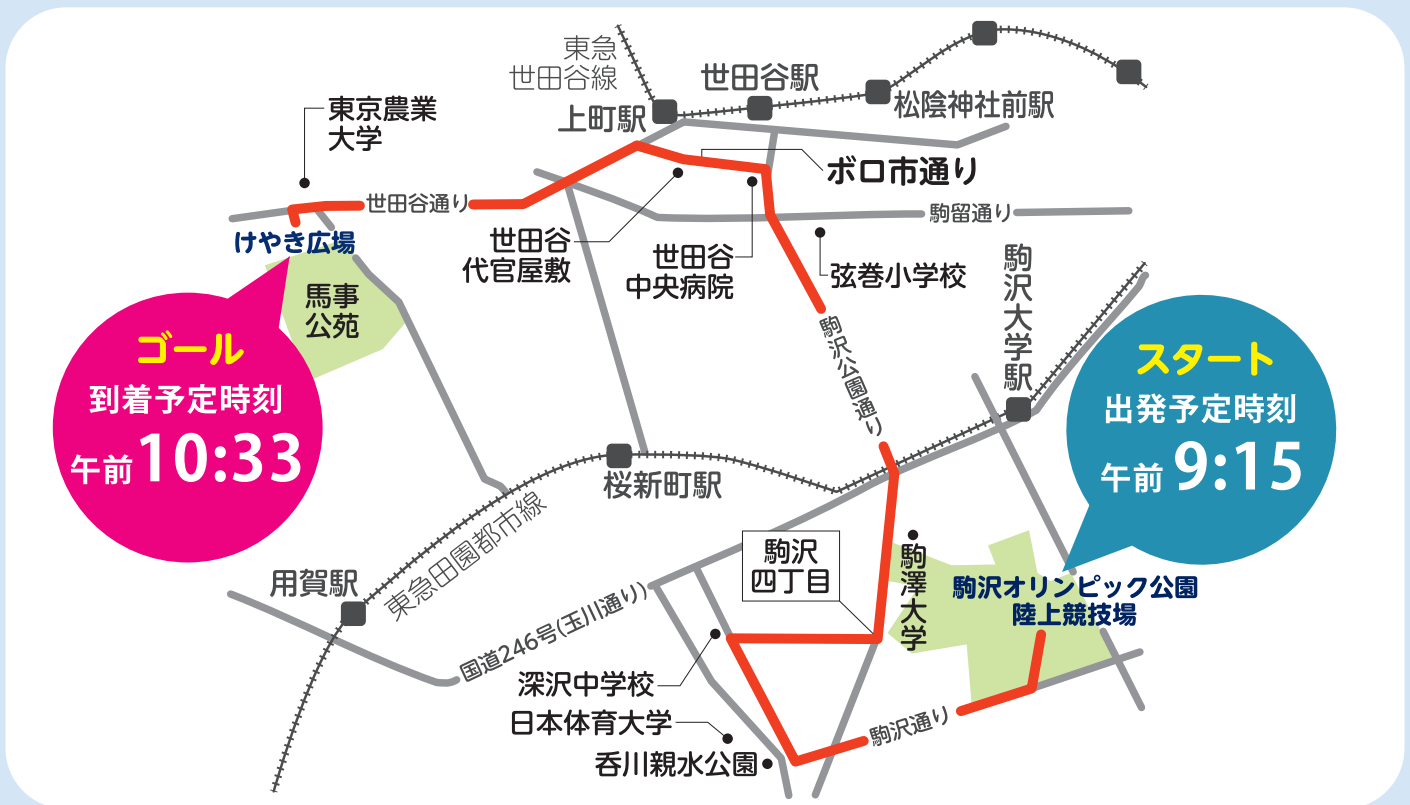 東急
世田谷線
上町駅
世田谷駅
松陰神社前駅
東京農業
大学
ボロ市通り
世田谷通り
駒留通り
けやき広場
世田谷
代官屋敷
世田谷
中央病院
弦巻小学校
馬事
公苑
駒沢公園通り
駒沢大学駅
ゴール
到着予定時刻
午前10:33
スタート
出発予定時刻
午前9:15
桜新町駅
東急田園都市線
用賀駅
国道246号(玉川通り)
駒沢
四丁目
駒澤大学
駒沢オリンピック公園
陸上競技場
深沢中学校
日本体育大学
呑川親水公園
駒沢通り